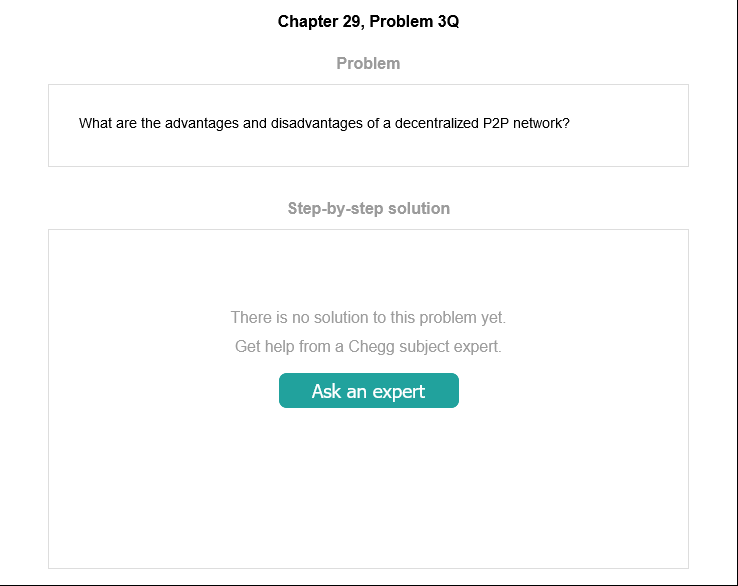 Chapter 29, Problem 3Q
Problem
What are the advantages and disadvantages of a decentralized P2P network?
Step-by-step solution
There is no solution to this problem yet.
Get help from a Chegg subject expert.
Ask an expert